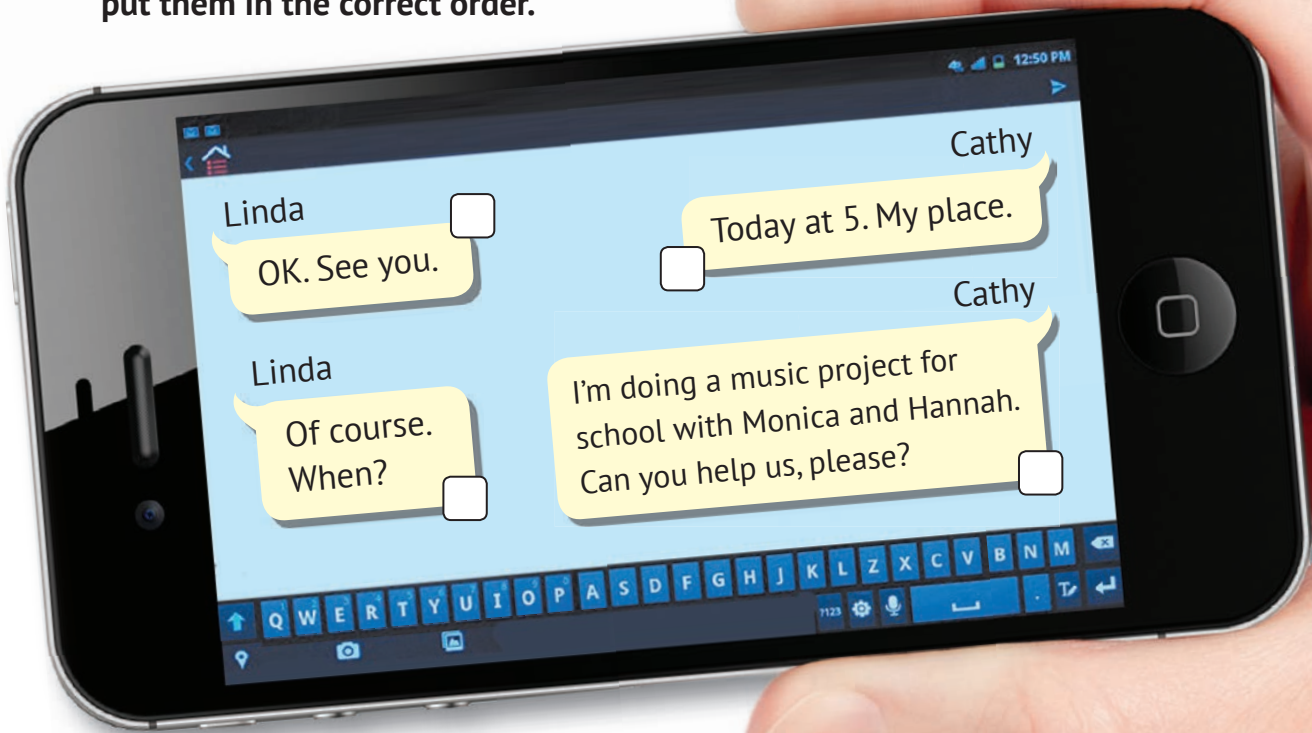 put them in the correct order.
12:50 PM
Linda
OK. See you.
Cathy
Today at 5. My place.
Linda
Of course.
When?
Cathy
I'm doing a music project for
school with Monica and Hannah.
Can you help us, please?
Q W E R T Y U I O P A S D F G H J K L Z X C V B N M
?123 .